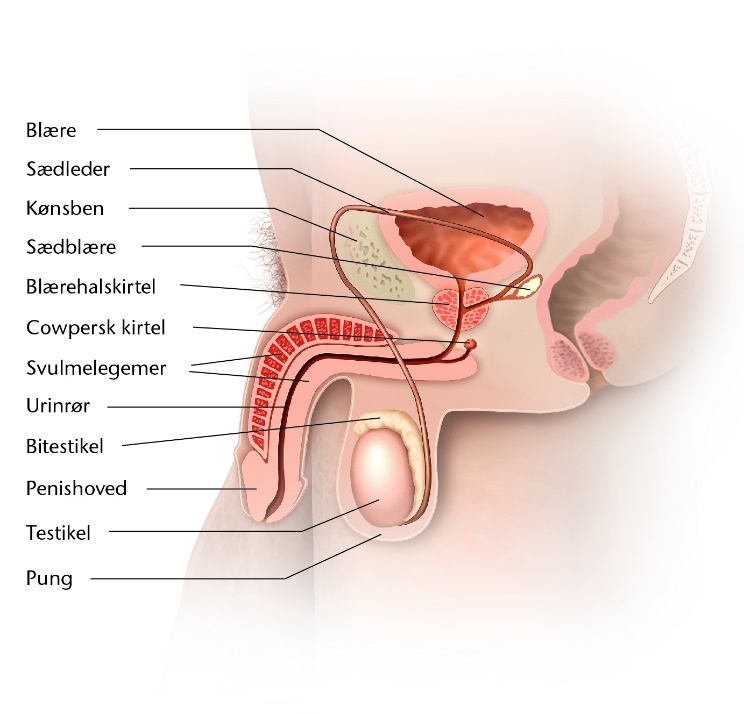 Blære
Sædleder
Kønsben
Sædblære
Blærehalskirtel
Cowpersk kirtel
Svulmelegemer
Urinrør
Bitestikel
Penishoved
Testikel
Pung